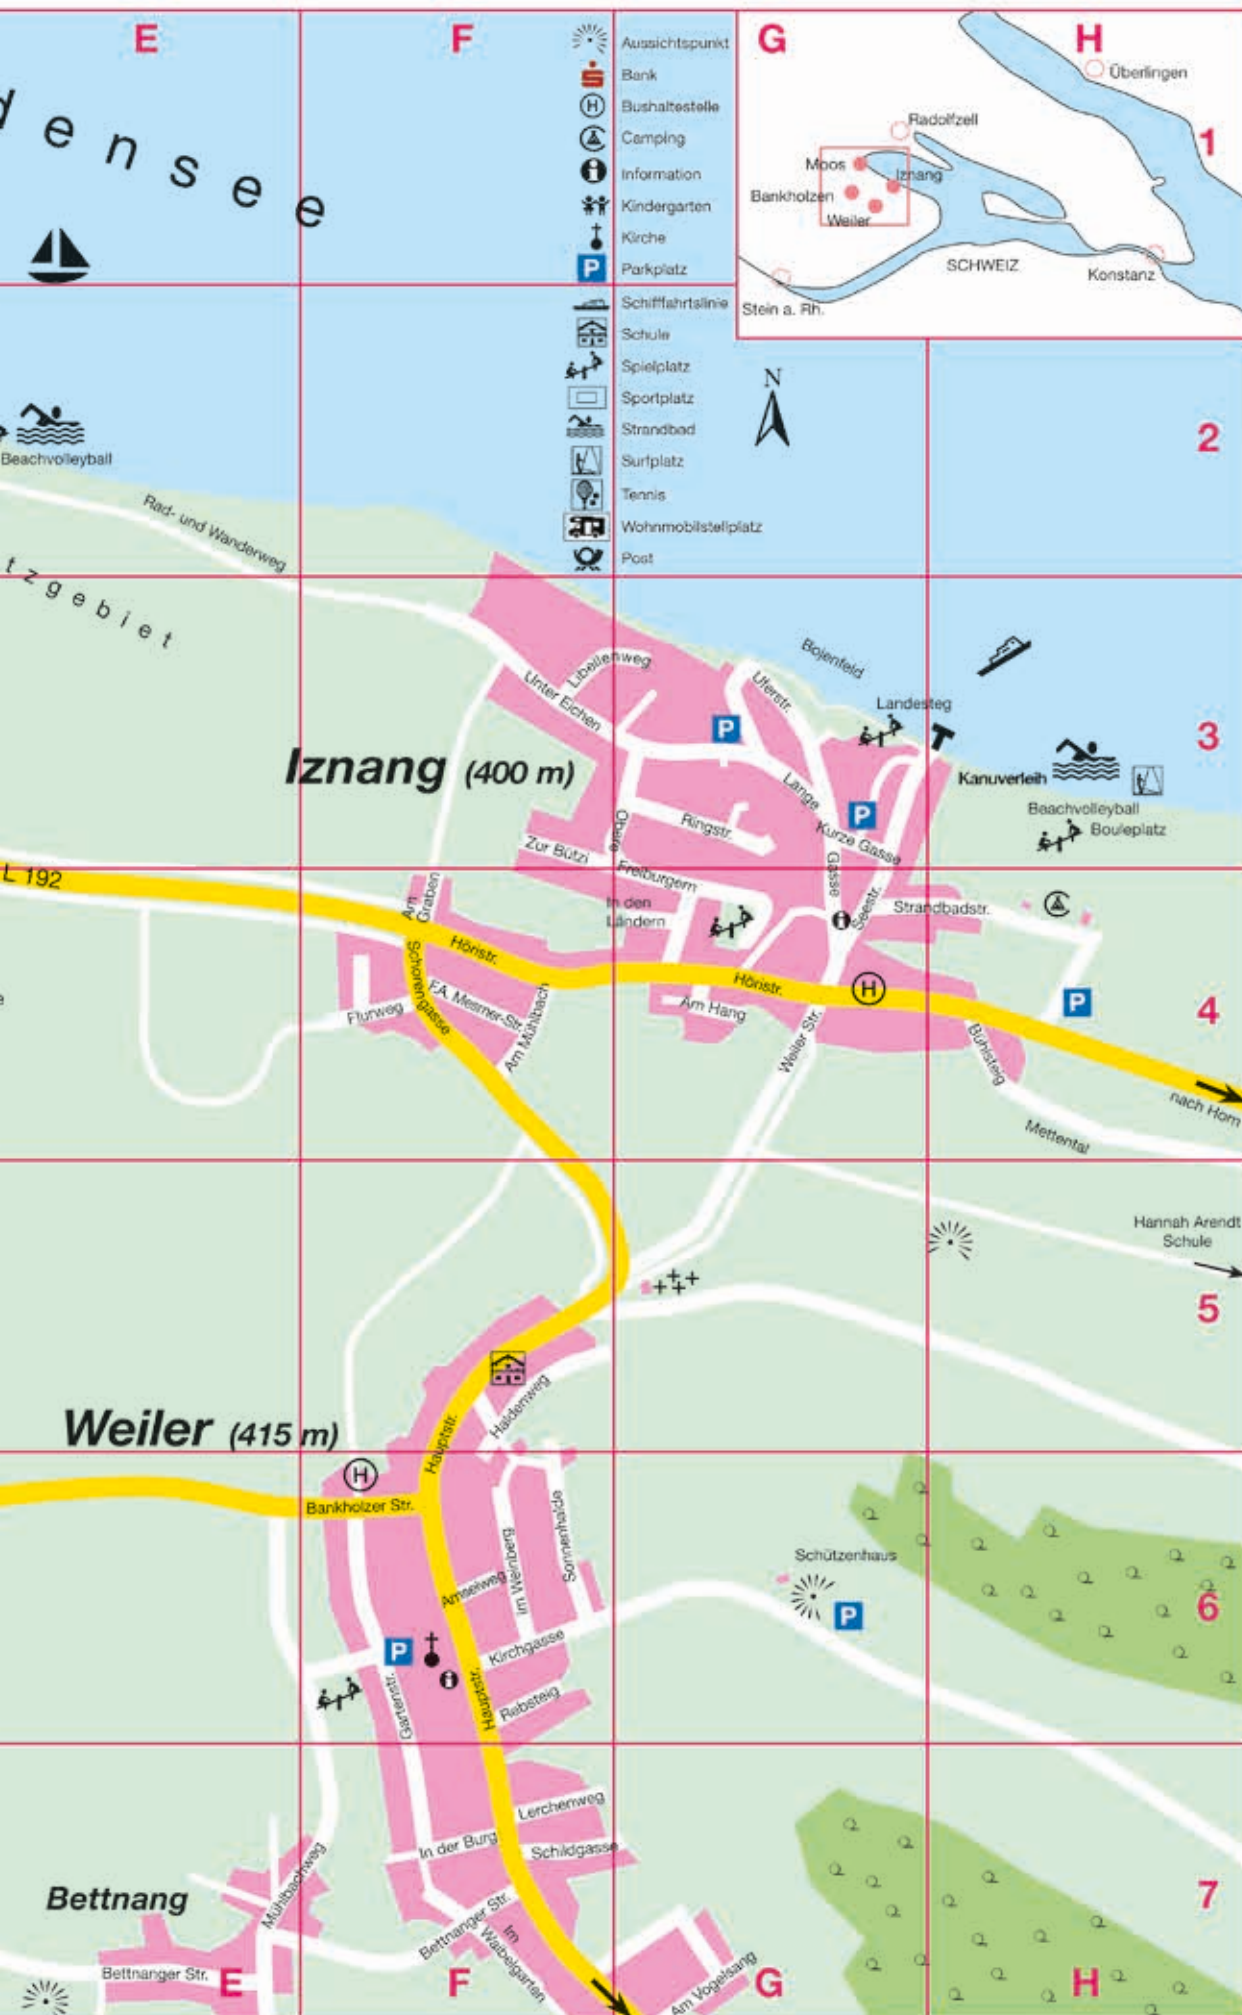 E
F
G
H
densee
Aussichtspunkt
Bank
H Bushaltestelle
Camping
i Information
Kindergarten
Kirche
P Parkplatz
Schifffahrtslinie
Schule
Spielplatz
Sportplatz
Strandbad
Surfplatz
Tennis
Wohnmobilstellplatz
Post
Überlingen
Radolfzell
Moos
Iznang
Bankholzen
Weiler
SCHWEIZ
Konstanz
Stein a. Rh.
1
N
2
Beachvolleyball
Rad- und Wanderweg
tzgebiet
Bojenfeld
Libellenweg
Unter Eichen
Uferstr.
Landesteg
P
3
Iznang (400 m)
Kanuverleih
Lange
Gasse
P
Beachvolleyball
Bouleplatz
Obere
Ringstr.
Kurze Gasse
Zur Bützi
Freiburgern
L 192
Am
Graben
In den
Ländern
i
Seestr.
Strandbadstr.
Höristr.
Höristr.
H
P
4
Schorengasse
F.A. Mesmer-Str.
Flurweg
Am Mühlbach
Am Hang
Weiler Str.
Bühlsteig
nach Horn
Mettental
Hannah Arendt
Schule
5
Haldenweg
Weiler (415 m)
Hauptstr.
H
Bankholzer Str.
Im Weinberg
Sonnenhalde
Amselweg
Schützenhaus
P
6
P
Kirchgasse
i
Gartenstr.
Hauptstr.
Rebsteig
Lerchenweg
In der Burg
Schildgasse
Mühlbachweg
Bettnang
7
Bettnanger Str.
Im
Waibelgarten
Bettnanger Str.
Am Vogelsang
E
F
G
H